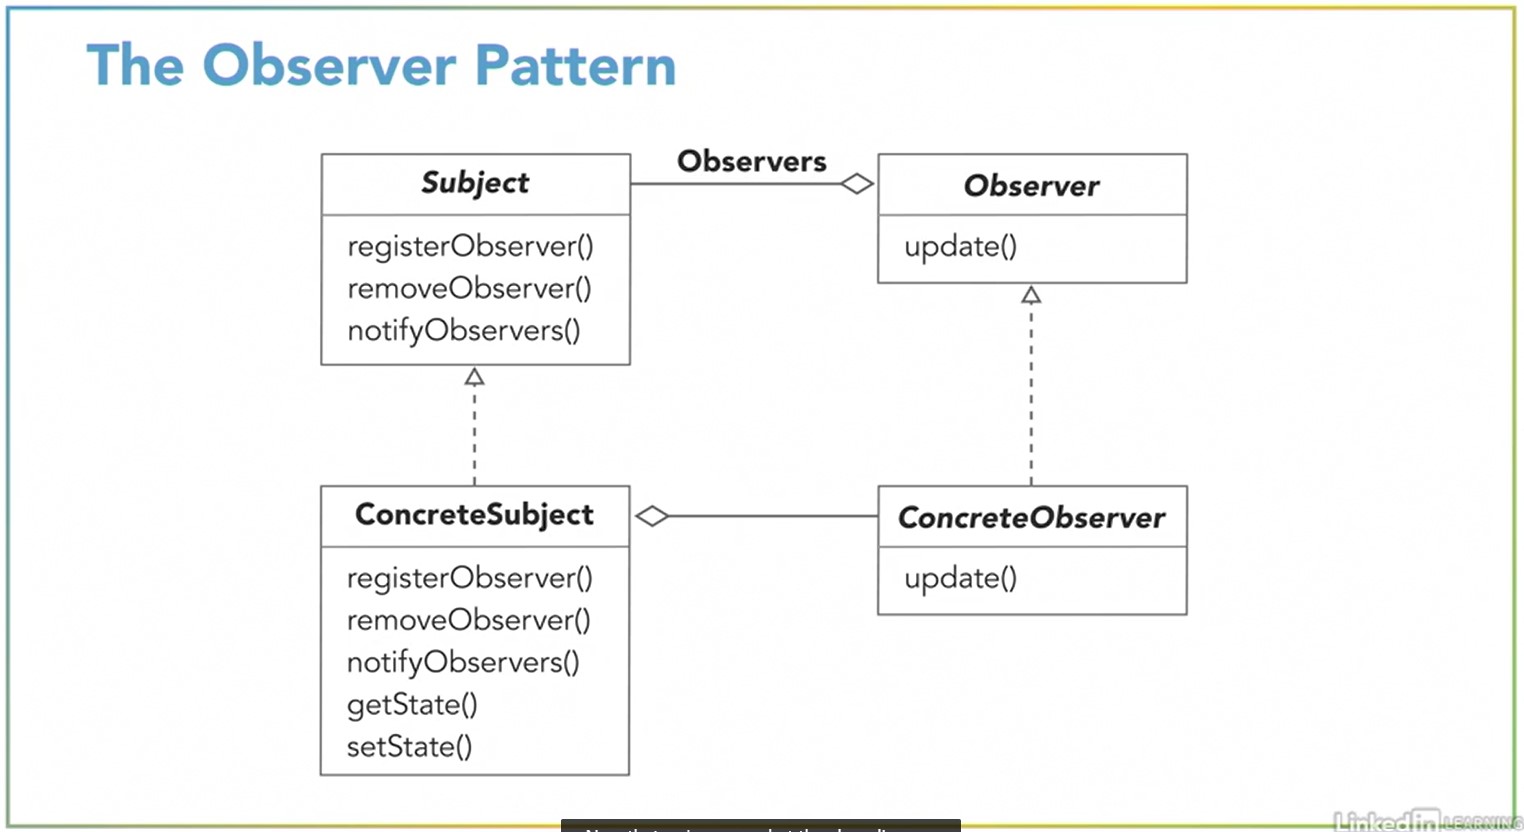 The Observer Pattern
Subject
registerObserver()
removeObserver()
notifyObservers()
Observers
Observer
update()
ConcreteSubject
registerObserver()
removeObserver()
notifyObservers()
getState()
setState()
ConcreteObserver
update()
LinkedIn LEARNING